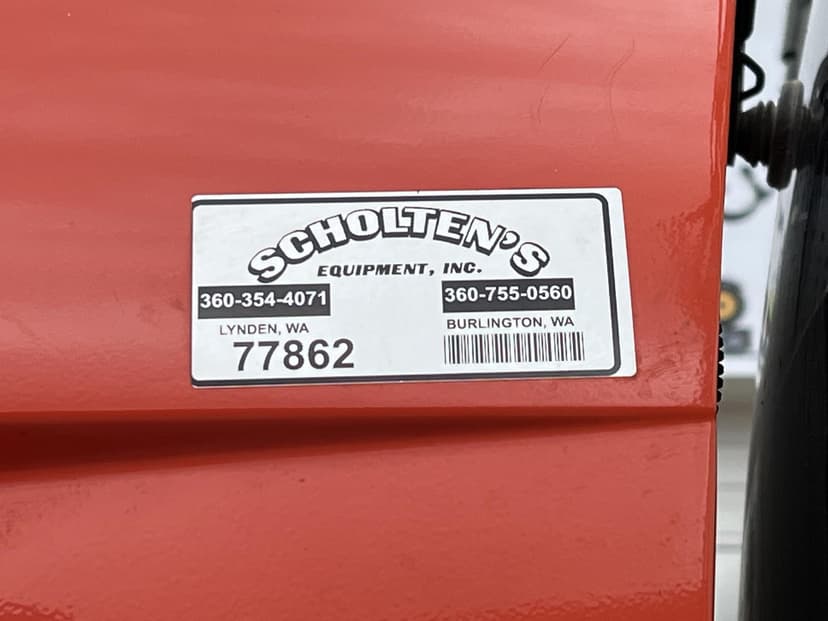 SCHOLTEN'S
EQUIPMENT, INC.
360-354-4071 360-755-0560
LYNDEN, WA BURLINGTON, WA
77862